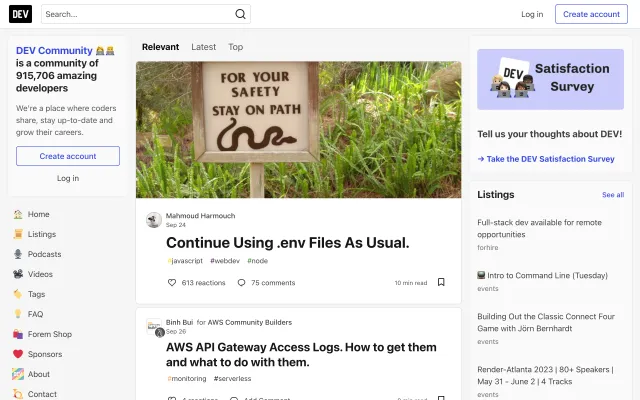 DEV
Search...
Log in
Create account
DEV Community
is a community of
915,706 amazing
developers
We're a place where coders
share, stay up-to-date and
grow their careers.
Create account
Log in
Home
Listings
Podcasts
Videos
Tags
FAQ
Forem Shop
Sponsors
About
Contact
Relevant
Latest
Top
FOR YOUR
SAFETY
STAY ON PATH
Mahmoud Harmouch
Sep 24
Continue Using .env Files As Usual.
#javascript #webdev #node
613 reactions
75 comments
10 min read
Binh Bui for AWS Community Builders
Sep 26
AWS API Gateway Access Logs. How to get them
and what to do with them.
#monitoring #serverless
4 reactions
Add Comment
DEV
Satisfaction
Survey
Tell us your thoughts about DEV!
→ Take the DEV Satisfaction Survey
Listings
See all
Full-stack dev available for remote
opportunities
forhire
Intro to Command Line (Tuesday)
events
Building Out the Classic Connect Four
Game with Jörn Bernhardt
events
Render-Atlanta 2023 | 80+ Speakers |
May 31 - June 2 | 4 Tracks
events